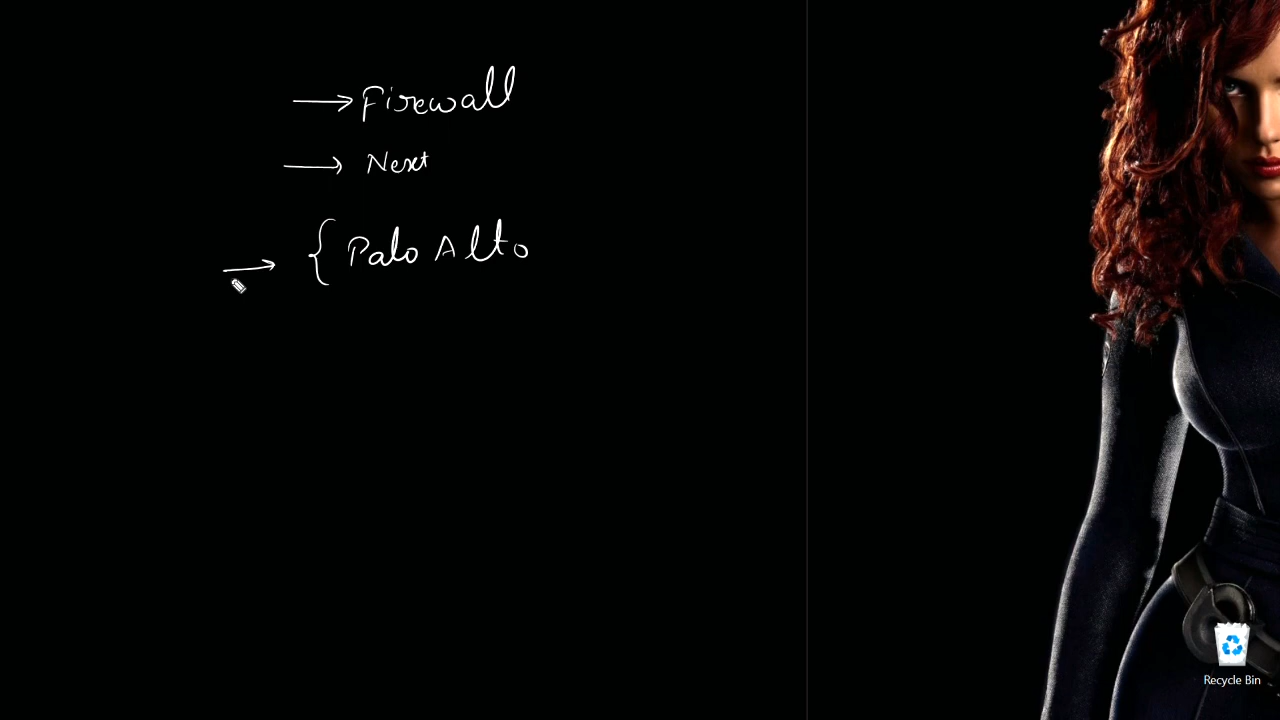 → Firewall
→ Next
→ { Palo Alto
Recycle Bin